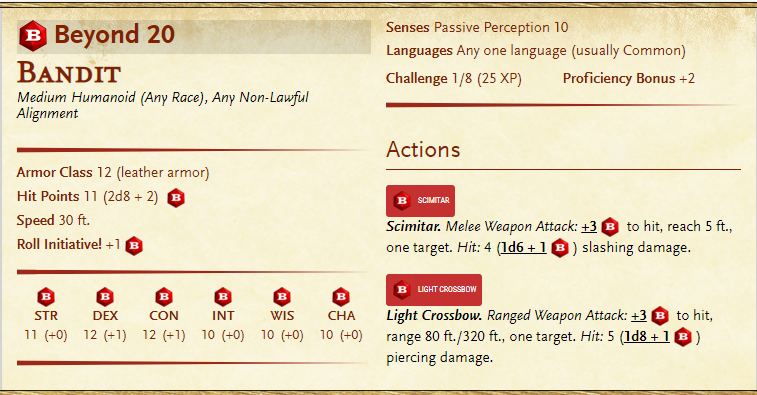 B Beyond 20
BANDIT
Medium Humanoid (Any Race), Any Non-Lawful
Alignment
Armor Class 12 (leather armor)
Hit Points 11 (2d8 + 2) B
Speed 30 ft.
Roll Initiative! +1 B
B B B B B B
STR DEX CON INT WIS CHA
11 (+0) 12 (+1) 12 (+1) 10 (+0) 10 (+0) 10 (+0)
Senses Passive Perception 10
Languages Any one language (usually Common)
Challenge 1/8 (25 XP) Proficiency Bonus +2
Actions
B SCIMITAR
Scimitar. Melee Weapon Attack: +3 B to hit, reach 5 ft.,
one target. Hit: 4 (1d6 + 1 B ) slashing damage.
B LIGHT CROSSBOW
Light Crossbow. Ranged Weapon Attack: +3 B to hit,
range 80 ft./320 ft., one target. Hit: 5 (1d8 + 1 B )
piercing damage.